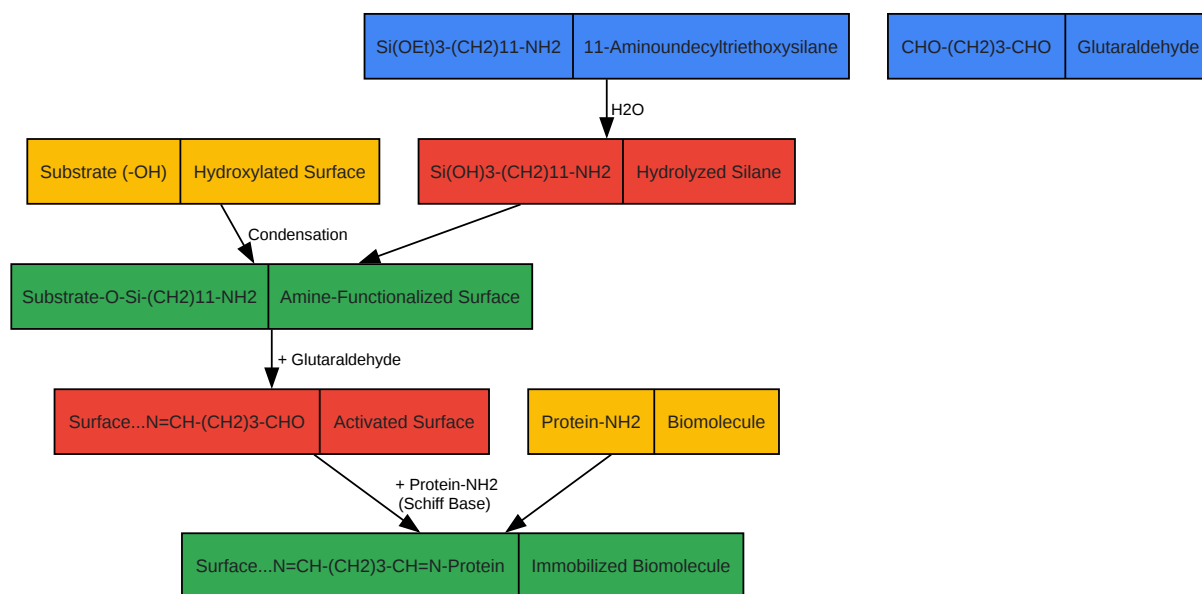 Si(OEt)3-(CH2)11-NH2
11-Aminoundecyltriethoxysilane
CHO-(CH2)3-CHO
Glutaraldehyde
H2O
Substrate (-OH)
Hydroxylated Surface
Si(OH)3-(CH2)11-NH2
Hydrolyzed Silane
Condensation
Substrate-O-Si-(CH2)11-NH2
Amine-Functionalized Surface
+ Glutaraldehyde
Surface...N=CH-(CH2)3-CHO
Activated Surface
Protein-NH2
Biomolecule
+ Protein-NH2
(Schiff Base)
Surface...N=CH-(CH2)3-CH=N-Protein
Immobilized Biomolecule